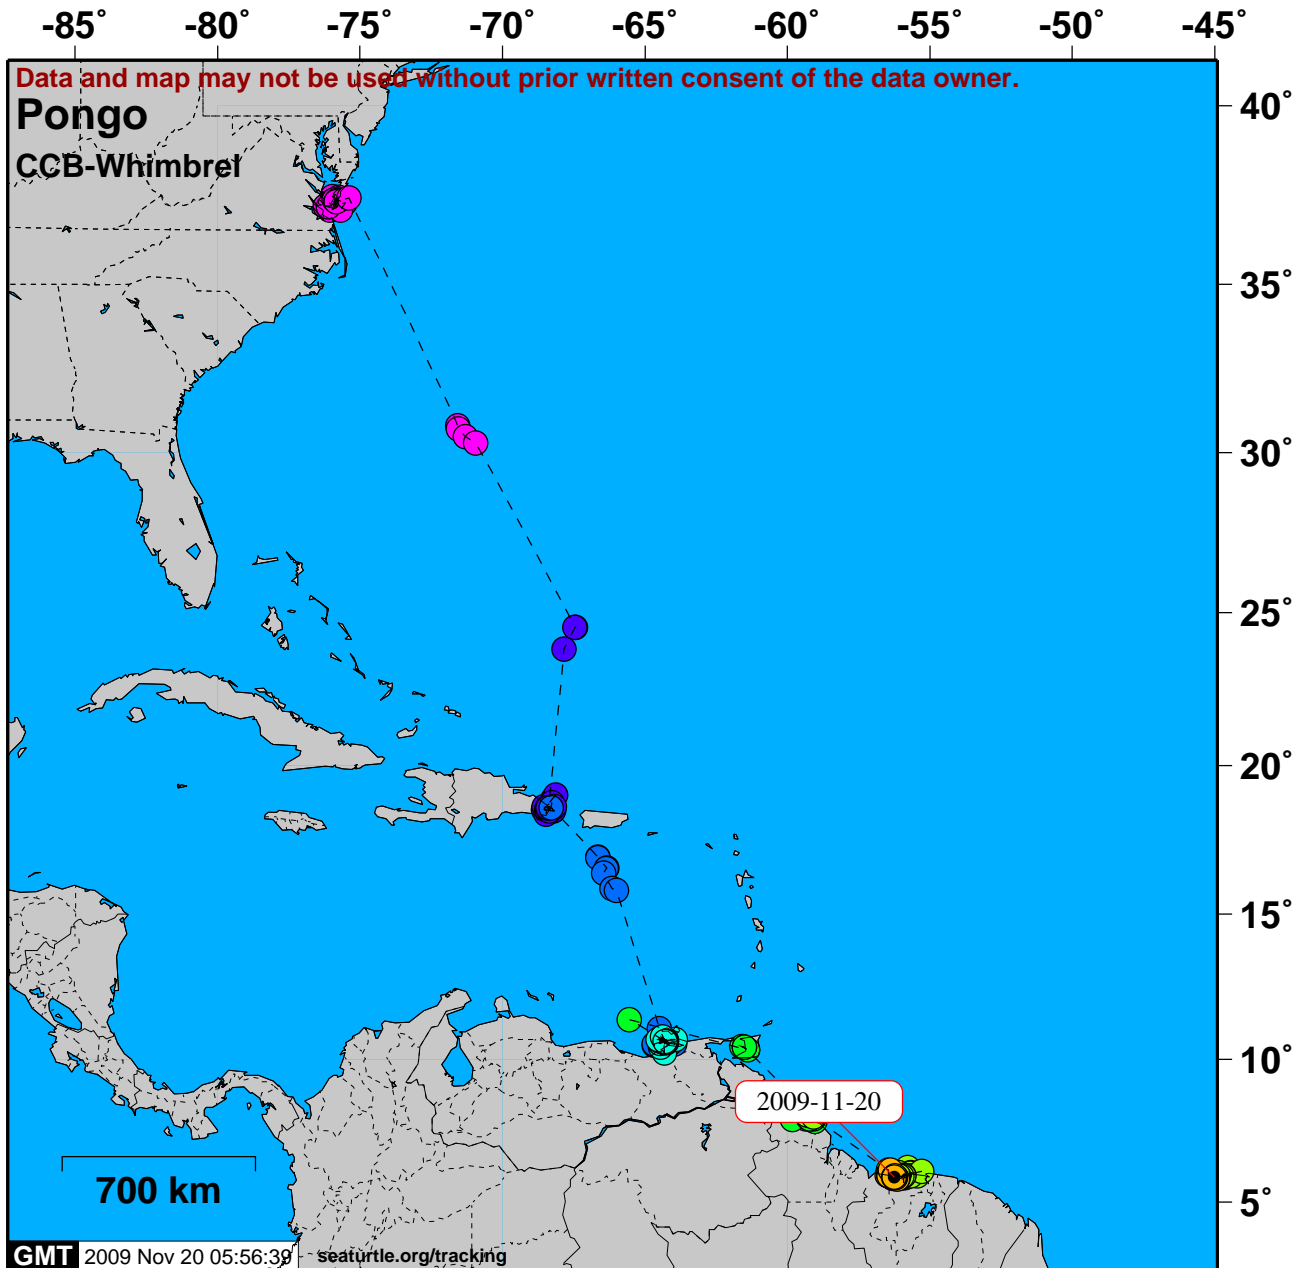 -85° -80° -75° -70° -65° -60° -55° -50° -45°
Data and map may not be used without prior written consent of the data owner.
Pongo
CCB-Whimbrel
40°
35°
30°
25°
20°
15°
10°
5°
2009-11-20
700 km
GMT 2009 Nov 20 05:56:39 seaturtle.org/tracking